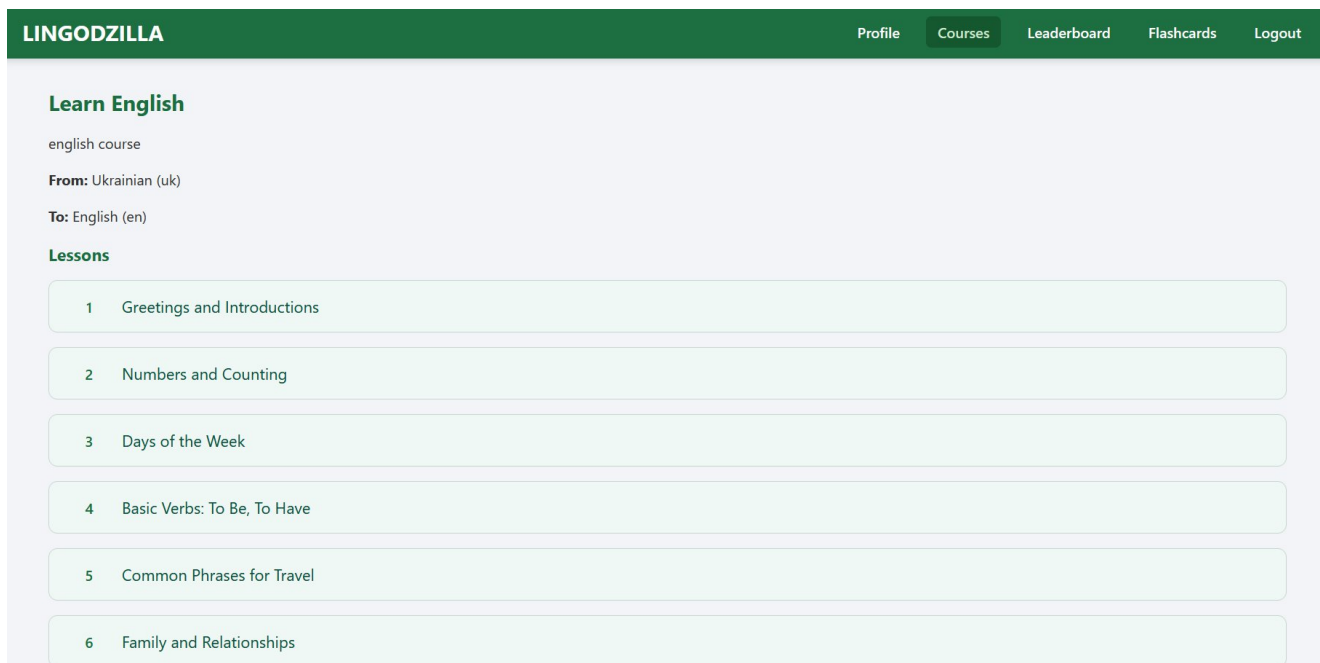 LINGODZILLA Profile Courses Leaderboard Flashcards Logout
Learn English
english course
From: Ukrainian (uk)
To: English (en)
Lessons
1 Greetings and Introductions
2 Numbers and Counting
3 Days of the Week
4 Basic Verbs: To Be, To Have
5 Common Phrases for Travel
6 Family and Relationships